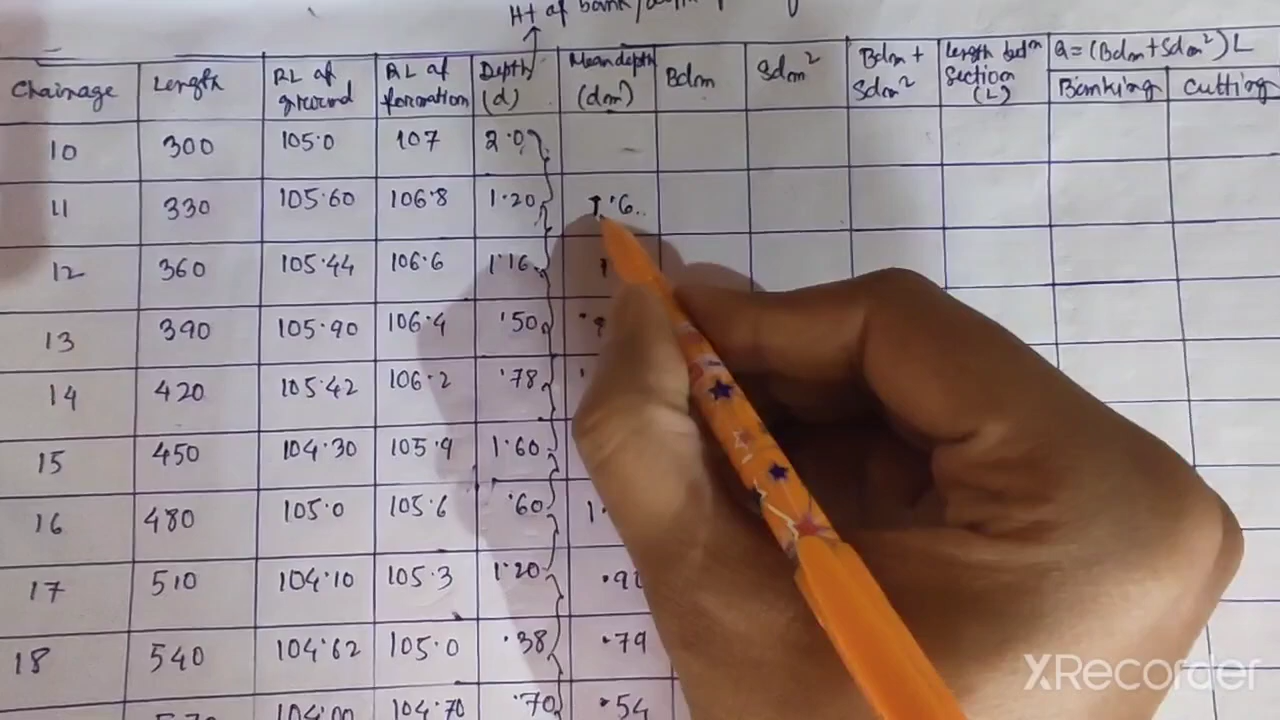 Ht of bank/
Chainage Length RL of ground RL of formation Depth (d) Mean depth (dm) Bdm Sdm² Bdm + Sdm² Length betn section (L) Q = (Bdm + Sdm²) L Banking Cutting
10 300 105.0 107 2.0 -
11 330 105.60 106.8 1.20 1.6
12 360 105.44 106.6 1.16
13 390 105.90 106.4 .50
14 420 105.42 106.2 .78
15 450 104.30 105.9 1.60
16 480 105.0 105.6 .60
17 510 104.10 105.3 1.20
18 540 104.62 105.0 .38 .79
104.70 .70 .54
XRecorder